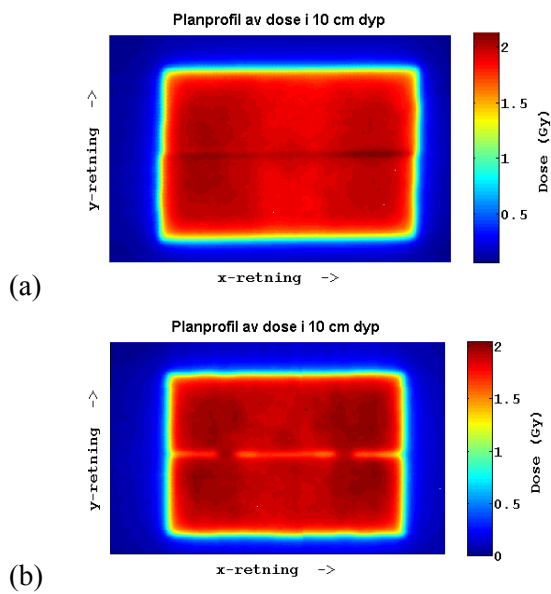 Planprofil av dose i 10 cm dyp
y-retning ->
x-retning ->
2
1.5
1
0.5
Dose (Gy)
(a)
Planprofil av dose i 10 cm dyp
y-retning ->
x-retning ->
2
1.5
1
0.5
0
Dose (Gy)
(b)